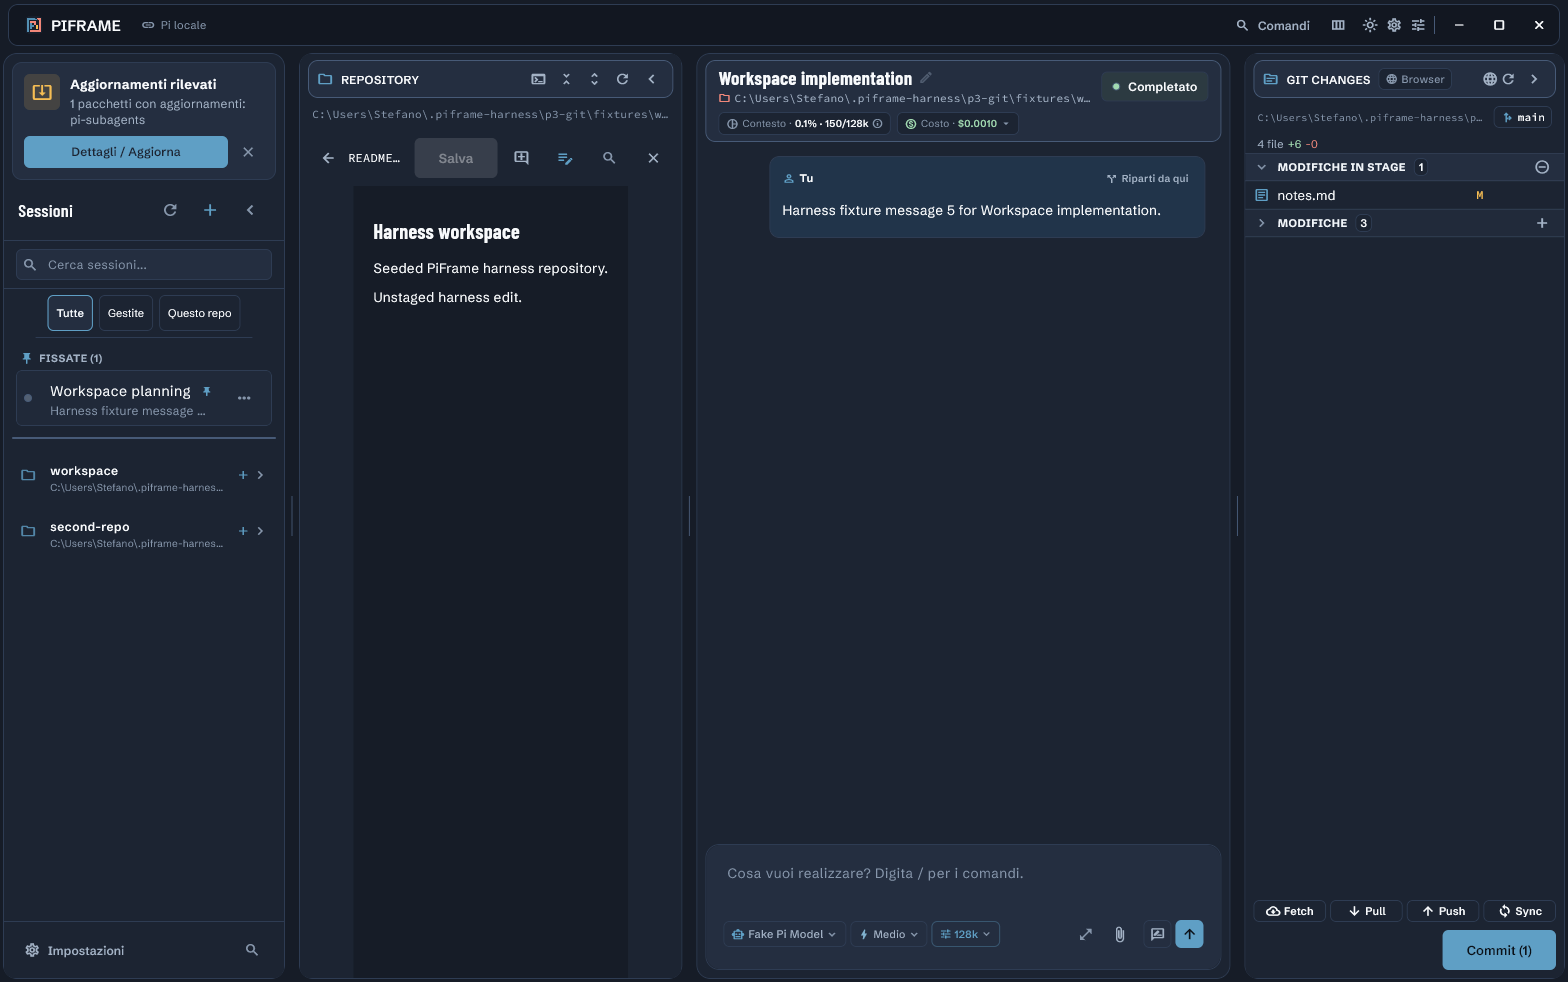 PIFRAME
Pi locale
Comandi
Aggiornamenti rilevati
1 pacchetti con aggiornamenti:
pi-subagents
Dettagli / Aggiorna
Sessioni
Cerca sessioni...
Tutte
Gestite
Questo repo
FISSATE (1)
Workspace planning
Harness fixture message ...
workspace
C:\Users\Stefano\.piframe-harnes...
second-repo
C:\Users\Stefano\.piframe-harnes...
Impostazioni
REPOSITORY
C:\Users\Stefano\.piframe-harness\p3-git\fixtures\w...
README...
Salva
Harness workspace
Seeded PiFrame harness repository.
Unstaged harness edit.
Workspace implementation
C:\Users\Stefano\.piframe-harness\p3-git\fixtures\w...
Completato
Contesto · 0.1% · 150/128k
Costo · $0.0010
Tu
Riparti da qui
Harness fixture message 5 for Workspace implementation.
Cosa vuoi realizzare? Digita / per i comandi.
Fake Pi Model
Medio
128k
GIT CHANGES
Browser
C:\Users\Stefano\.piframe-harness\p...
main
4 file +6 -0
MODIFICHE IN STAGE 1
notes.md M
MODIFICHE 3
Fetch
Pull
Push
Sync
Commit (1)